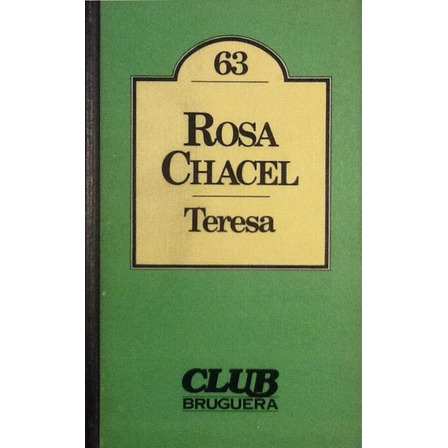 63
ROSA
CHACEL
Teresa
CLUB
BRUGUERA